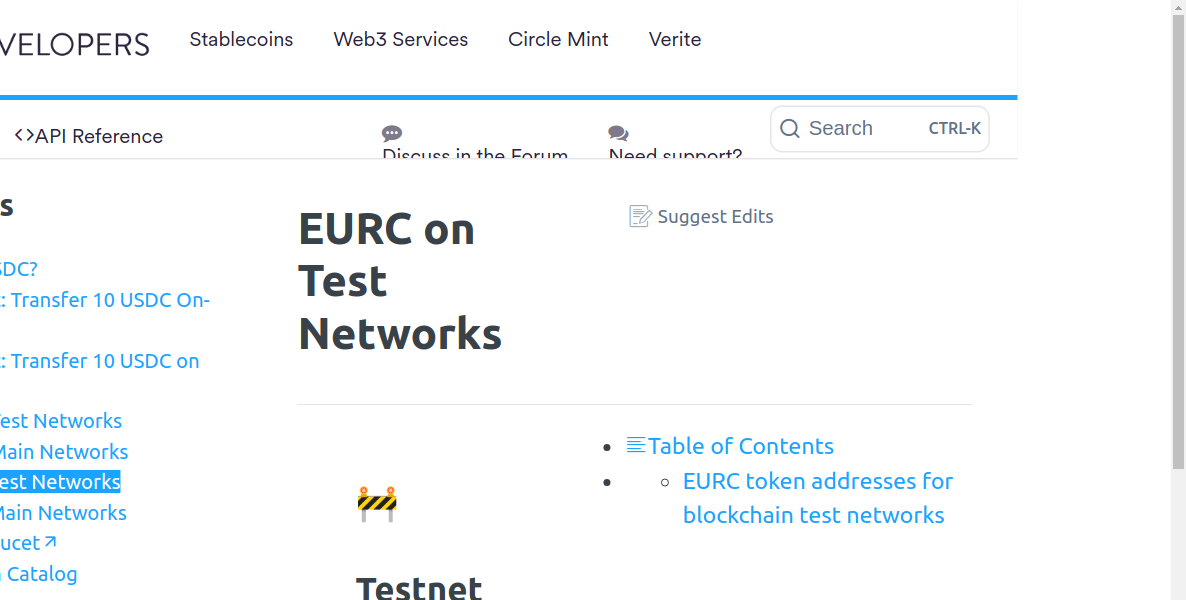 VELOPERS
Stablecoins
Web3 Services
Circle Mint
Verite
<>API Reference
Discuss in the Forum
Need support?
Search
CTRL-K
s
SDC?
: Transfer 10 USDC On-
: Transfer 10 USDC on
Test Networks
Main Networks
est Networks
Main Networks
ucet
Catalog
EURC on
Test
Networks
Suggest Edits
Table of Contents
EURC token addresses for
blockchain test networks
Testnet